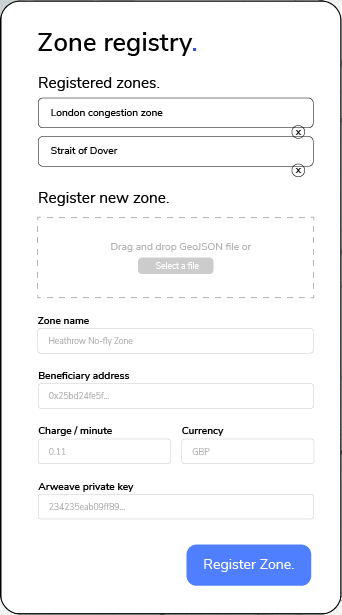 Zone registry.
Registered zones.
London congestion zone
x
Strait of Dover
x
Register new zone.
Drag and drop GeoJSON file or
Select a file
Zone name
Heathrow No-fly Zone
Beneficiary address
0x25bd24fe5f...
Charge / minute Currency
0.11 GBP
Arweave private key
234235eab09ff89...
Register Zone.